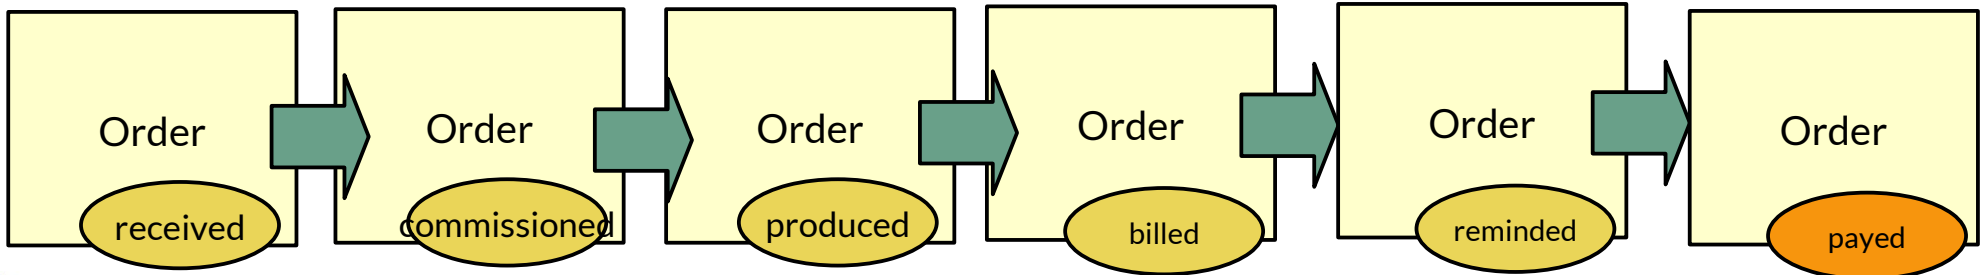 Order
received
Order
commissioned
Order
produced
Order
billed
Order
reminded
Order
payed